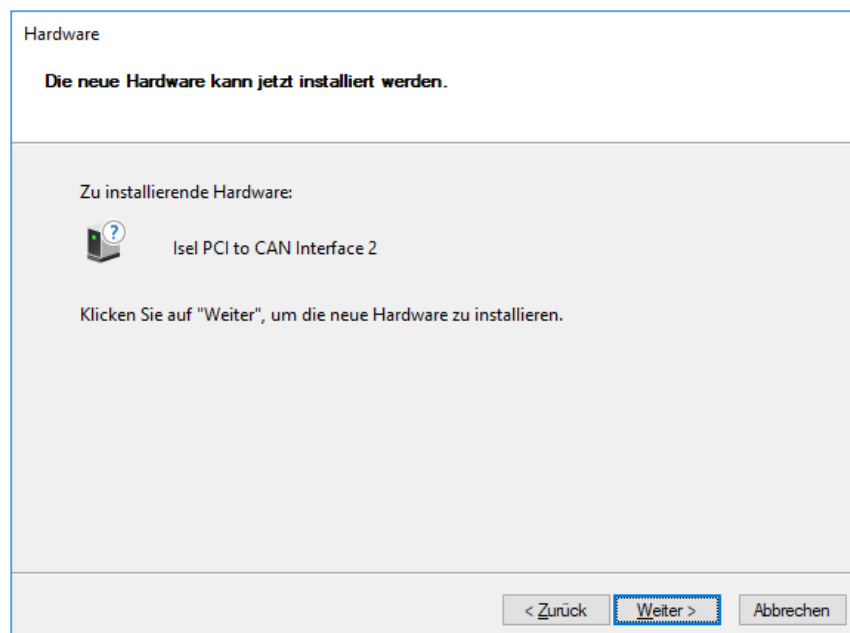 Hardware
Die neue Hardware kann jetzt installiert werden.
Zu installierende Hardware:
?
Isel PCI to CAN Interface 2
Klicken Sie auf "Weiter", um die neue Hardware zu installieren.
< Zurück Weiter > Abbrechen